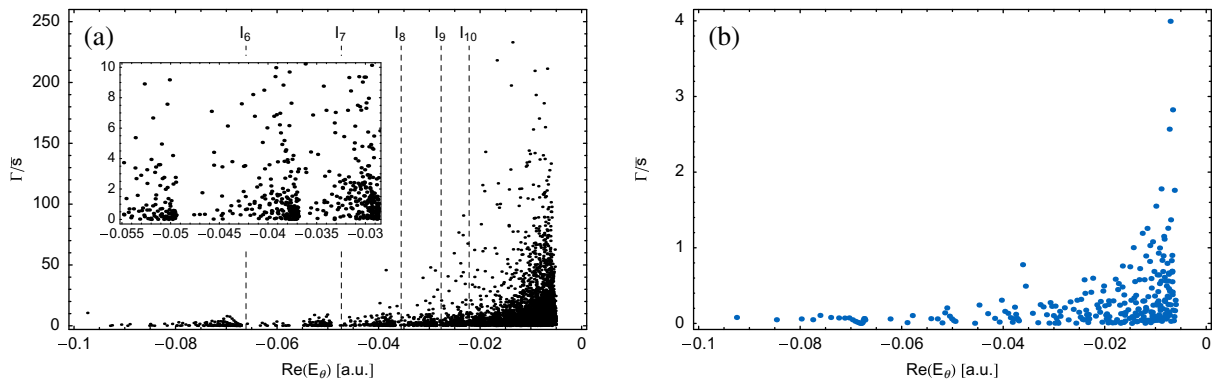 (a)
I₆ I₇ I₈ I₉ I₁₀
250
200
150
100
50
0
Γ/s̄
10
8
6
4
2
0
−0.055 −0.05 −0.045 −0.04 −0.035 −0.03
−0.1 −0.08 −0.06 −0.04 −0.02 0
Re(E_θ) [a.u.]
(b)
4
3
2
1
0
Γ/s̄
−0.1 −0.08 −0.06 −0.04 −0.02 0
Re(E_θ) [a.u.]